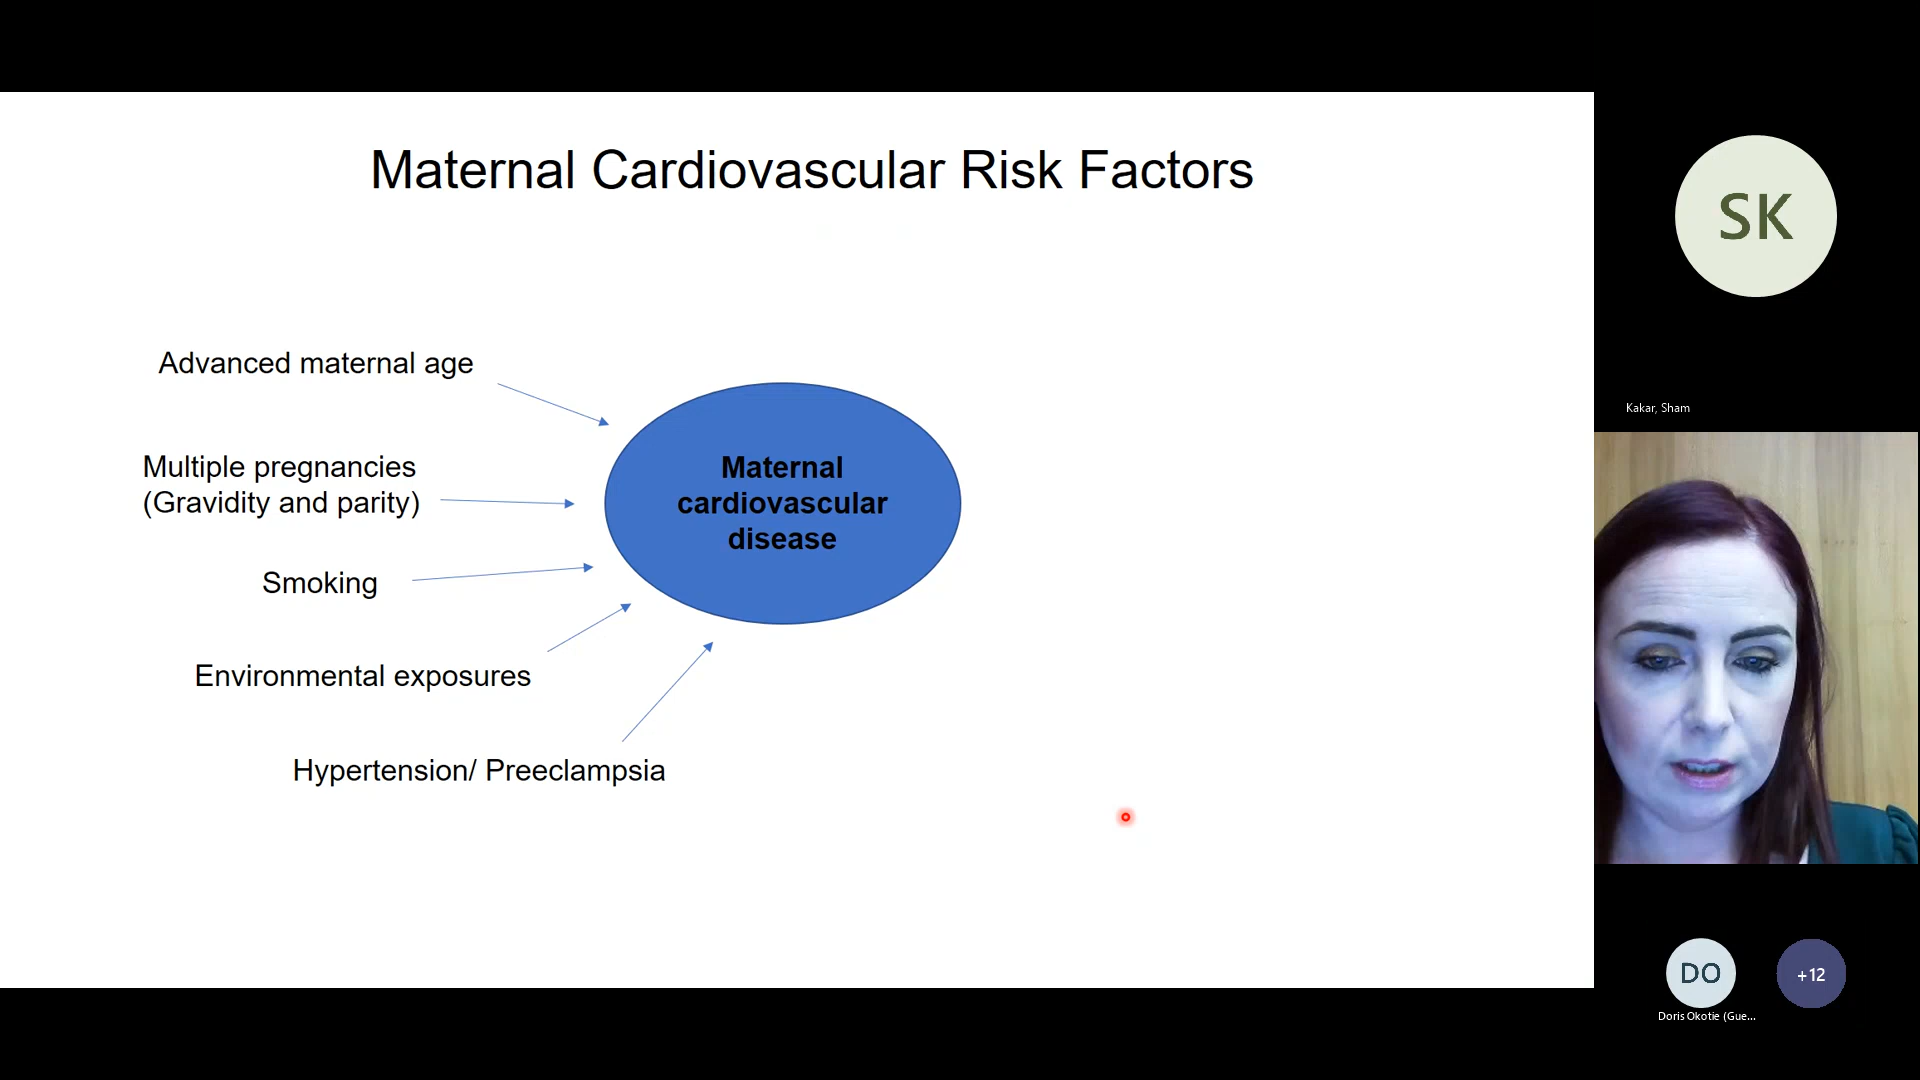 Maternal Cardiovascular Risk Factors
Advanced maternal age
Multiple pregnancies
(Gravidity and parity)
Smoking
Environmental exposures
Hypertension/ Preeclampsia
Maternal
cardiovascular
disease
SK
Kakar, Sham
DO
+12
Doris Okotie (Gue...